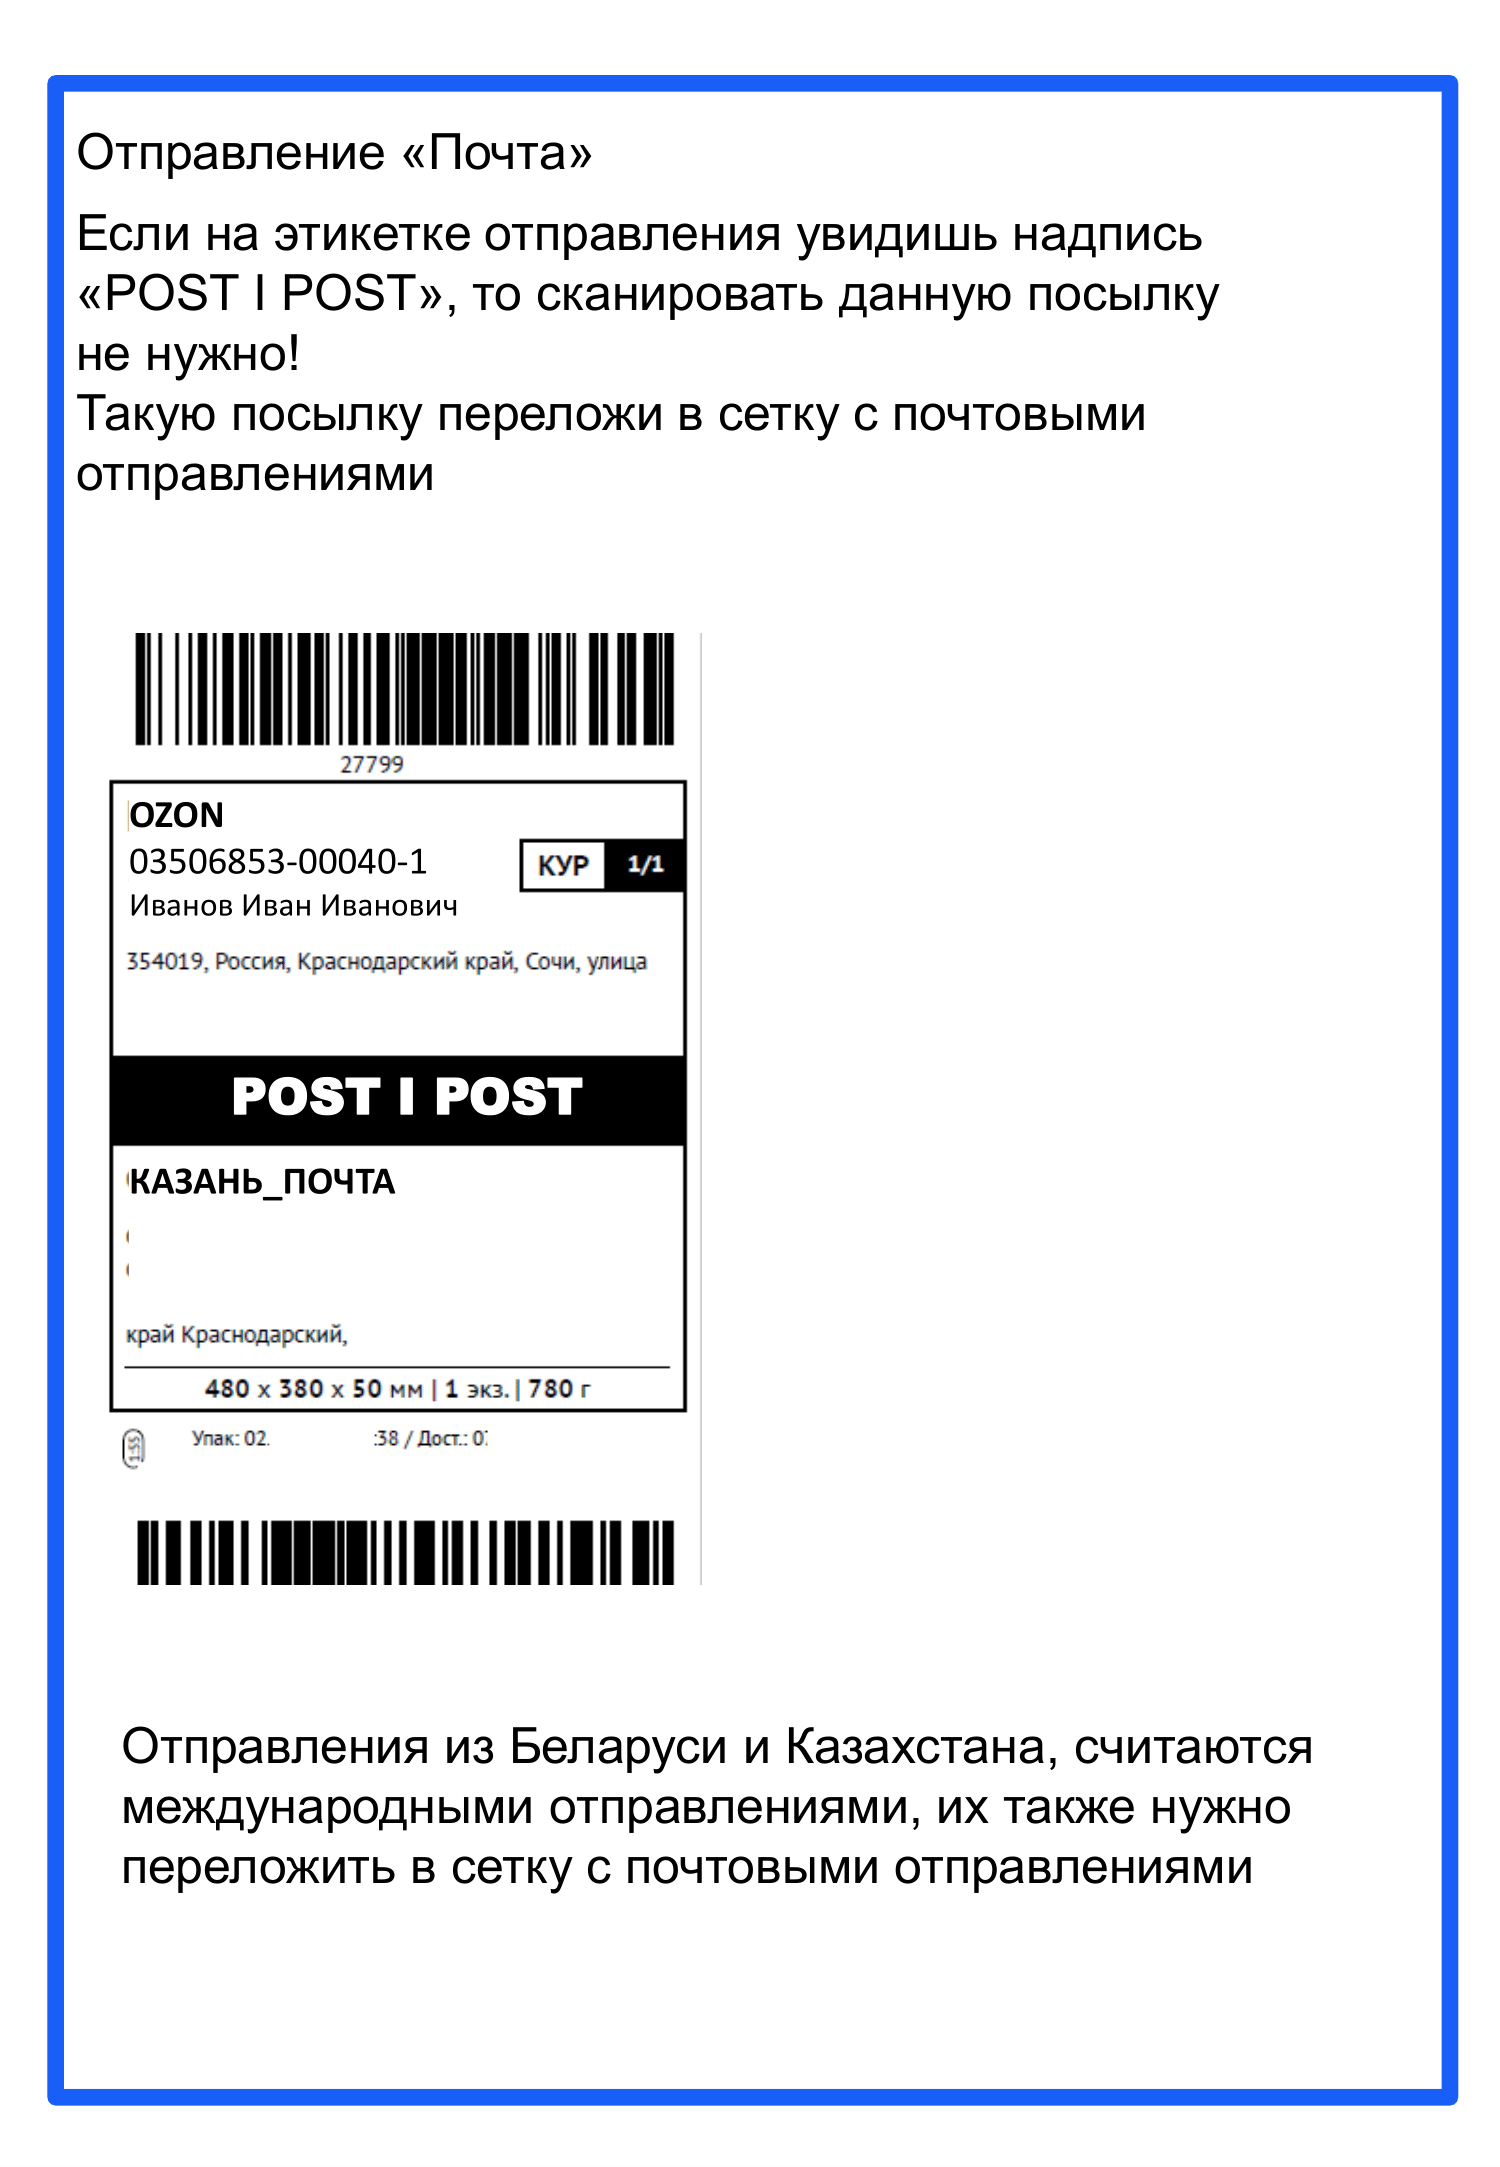 Отправление «Почта»
Если на этикетке отправления увидишь надпись
«POST I POST», то сканировать данную посылку
не нужно!
Такую посылку переложи в сетку с почтовыми
отправлениями
27799
OZON
03506853-00040-1
КУР 1/1
Иванов Иван Иванович
354019, Россия, Краснодарский край, Сочи, улица
POST I POST
КАЗАНЬ_ПОЧТА
край Краснодарский,
480 x 380 x 50 мм | 1 экз. | 780 г
1-55 Упак: 02. :38 / Дост.: 0
Отправления из Беларуси и Казахстана, считаются
международными отправлениями, их также нужно
переложить в сетку с почтовыми отправлениями